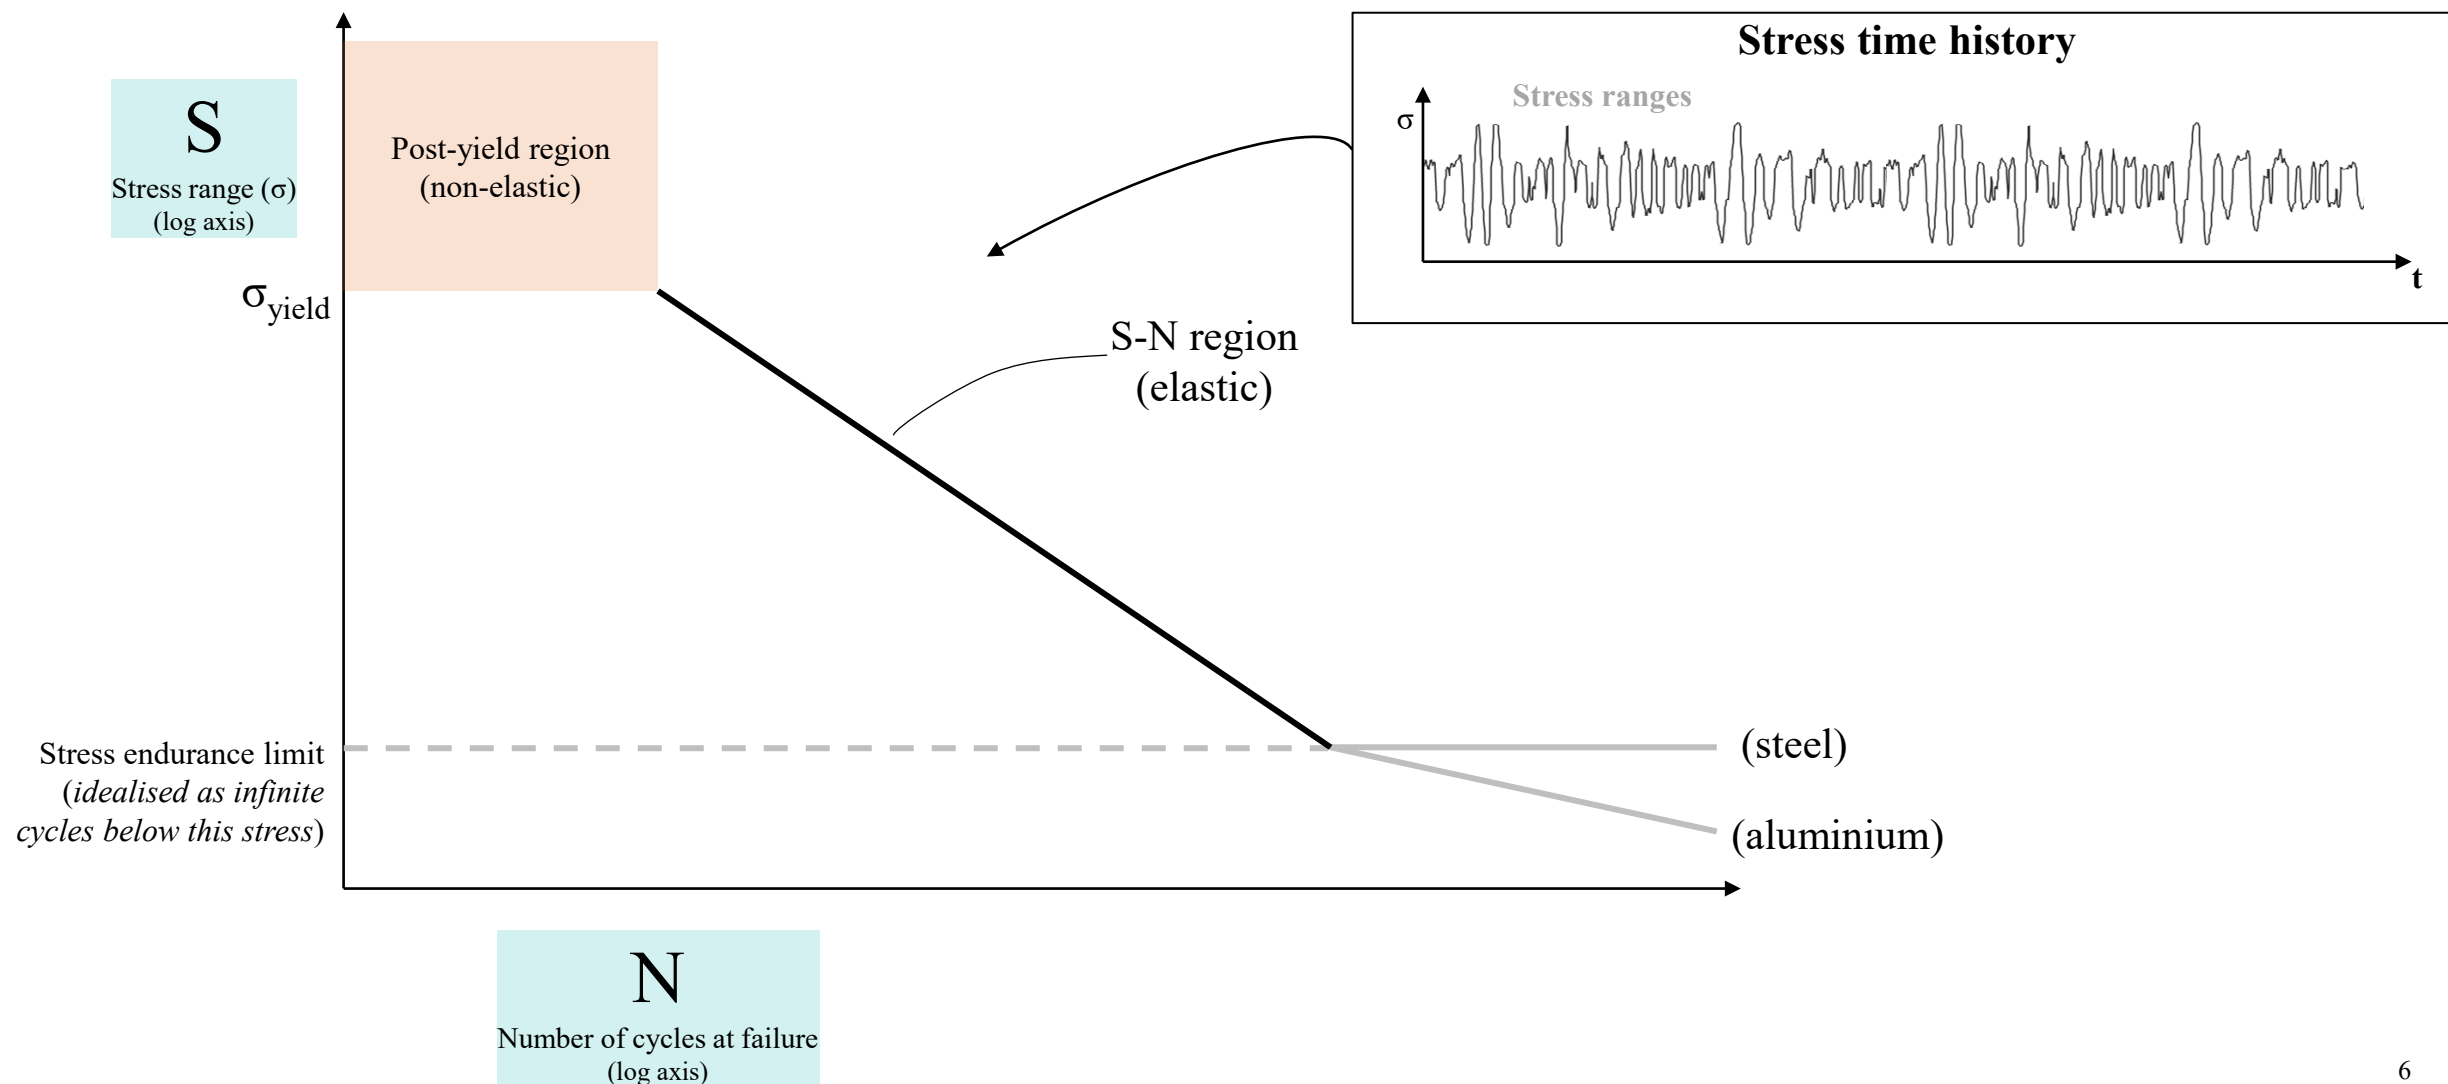 Stress time history
Stress ranges
σ
t
S
Stress range (σ)
(log axis)
Post-yield region
(non-elastic)
σyield
S-N region
(elastic)
Stress endurance limit
(idealised as infinite
cycles below this stress)
(steel)
(aluminium)
N
Number of cycles at failure
(log axis)
6